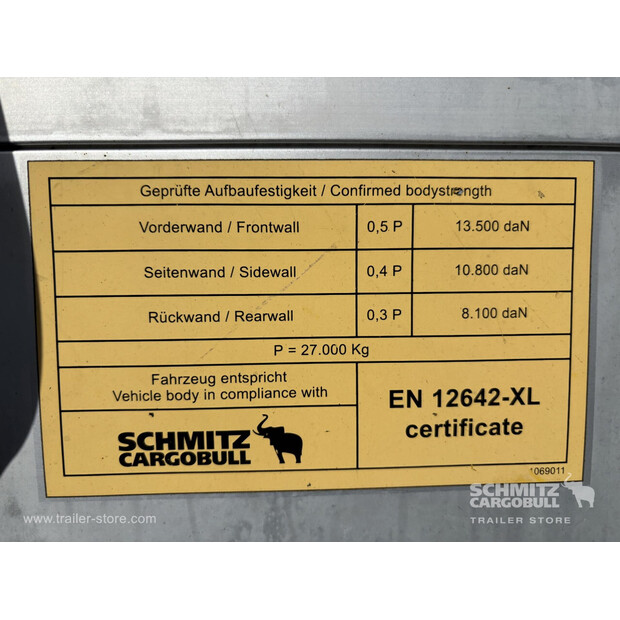 Geprüfte Aufbaufestigkeit / Confirmed bodystrength
Vorderwand / Frontwall 0,5 P 13.500 daN
Seitenwand / Sidewall 0,4 P 10.800 daN
Rückwand / Rearwall 0,3 P 8.100 daN
P = 27.000 Kg
Fahrzeug entspricht
Vehicle body in compliance with
EN 12642-XL
certificate
SCHMITZ
CARGOBULL
1069011
SCHMITZ
CARGOBULL
TRAILER STORE
www.trailer-store.com